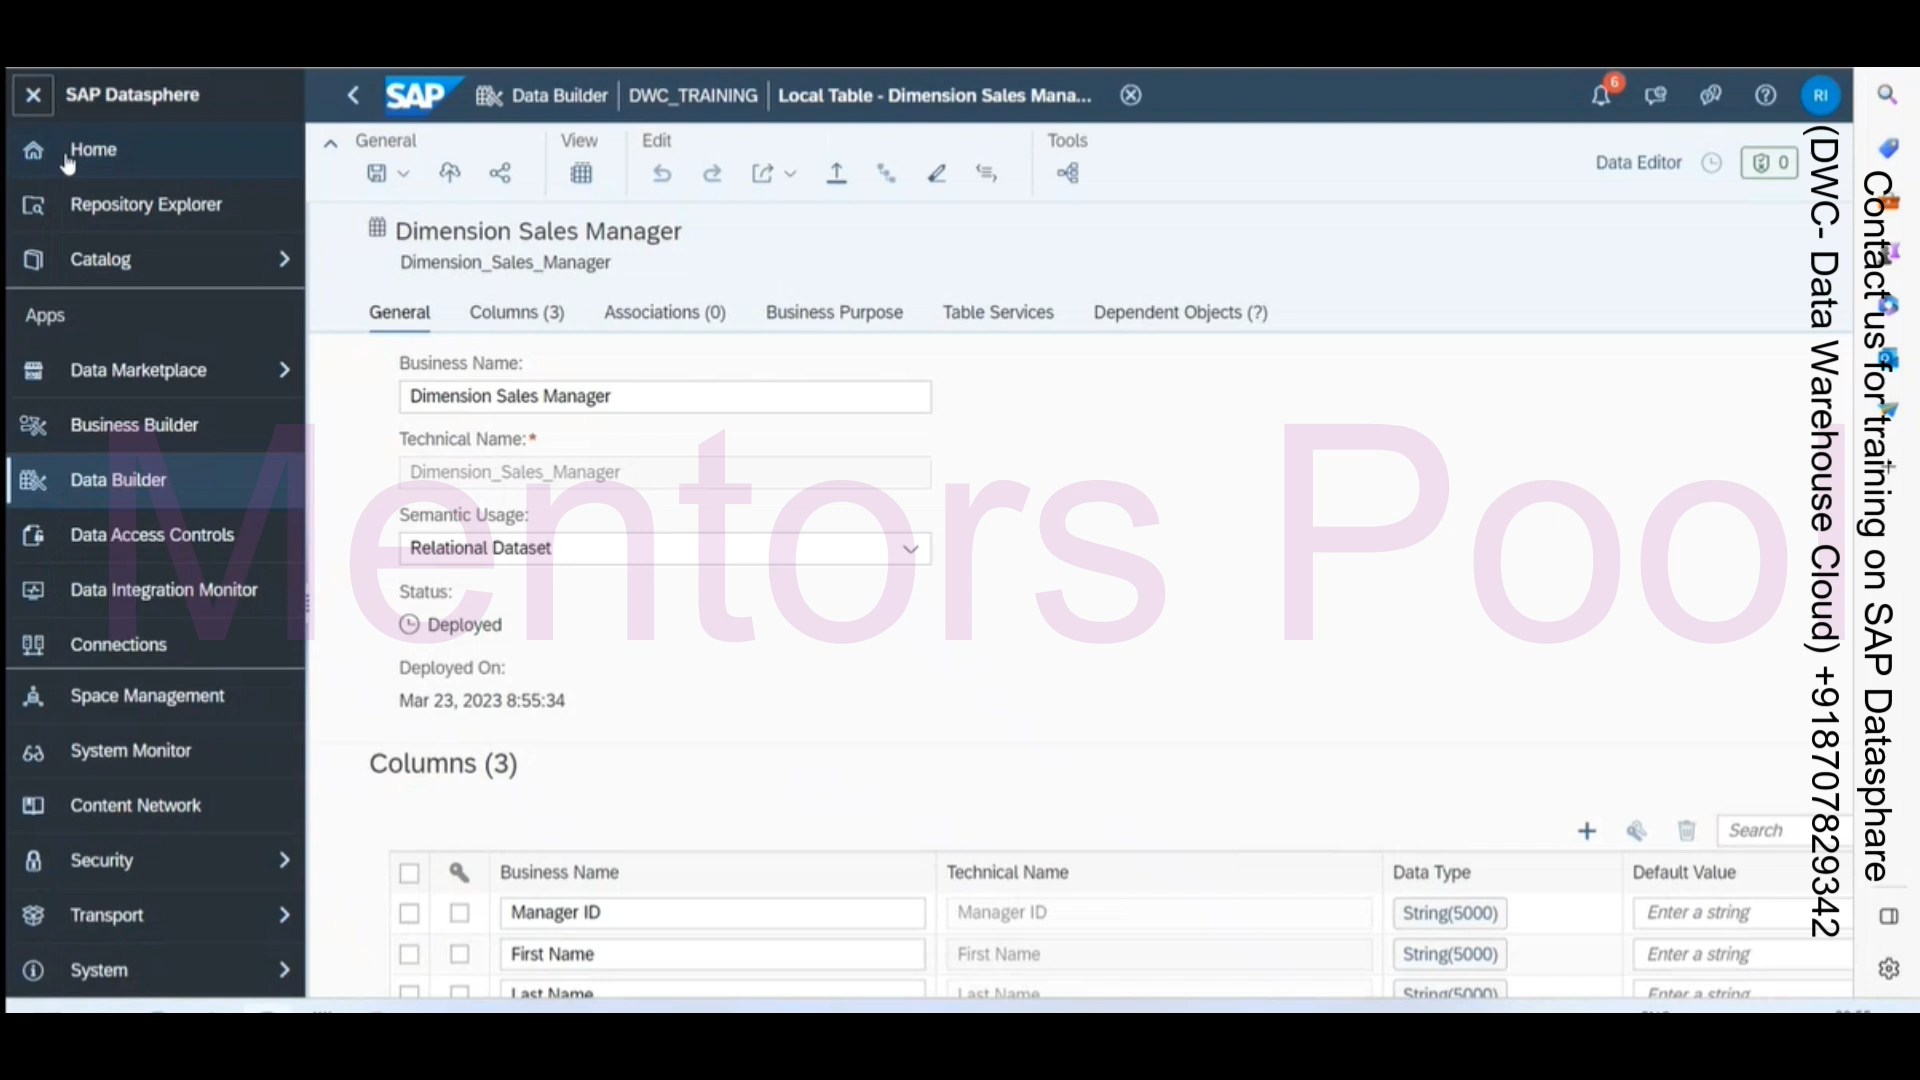 SAP Datasphere
Home
Repository Explorer
Catalog
Apps
Data Marketplace
Business Builder
Data Builder
Data Access Controls
Data Integration Monitor
Connections
Space Management
System Monitor
Content Network
Security
Transport
System
SAP
Data Builder
DWC_TRAINING
Local Table - Dimension Sales Mana...
6
RI
General
View
Edit
Tools
Data Editor
0
Dimension Sales Manager
Dimension_Sales_Manager
General
Columns (3)
Associations (0)
Business Purpose
Table Services
Dependent Objects (?)
Business Name:
Dimension Sales Manager
Technical Name:*
Dimension_Sales_Manager
Semantic Usage:
Relational Dataset
Status:
Deployed
Deployed On:
Mar 23, 2023 8:55:34
Columns (3)
Search
Business Name Technical Name Data Type Default Value
Manager ID Manager ID String(5000) Enter a string
First Name First Name String(5000) Enter a string
Last Name Last Name String(5000) Enter a string
Mentors Pool
Contact us for training on SAP Datasphare
(DWC- Data Warehouse Cloud) +918707829342